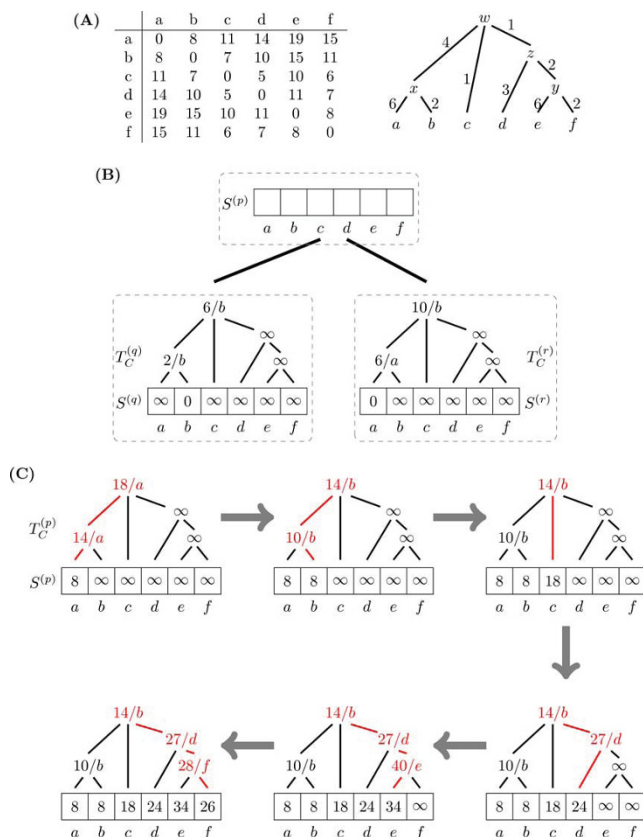 (A)
a b c d e f
a 0 8 11 14 19 15
b 8 0 7 10 15 11
c 11 7 0 5 10 6
d 14 10 5 0 11 7
e 19 15 10 11 0 8
f 15 11 6 7 8 0
w
4 1
z
1 2
x 3 y
6 2 6 2
a b c d e f
(B)
S^(p)
a b c d e f
6/b
∞
T_C^(q) 2/b ∞
S^(q) ∞ 0 ∞ ∞ ∞ ∞
a b c d e f
10/b
∞
6/a ∞ T_C^(r)
0 ∞ ∞ ∞ ∞ ∞ S^(r)
a b c d e f
(C)
18/a
∞
T_C^(p) 14/a ∞
S^(p) 8 ∞ ∞ ∞ ∞ ∞
a b c d e f
14/b
∞
10/b ∞
8 8 ∞ ∞ ∞ ∞
a b c d e f
14/b
∞
10/b ∞
8 8 18 ∞ ∞ ∞
a b c d e f
14/b
27/d
10/b 28/f
8 8 18 24 34 26
a b c d e f
14/b
27/d
10/b 40/e
8 8 18 24 34 ∞
a b c d e f
14/b
27/d
10/b ∞
8 8 18 24 ∞ ∞
a b c d e f